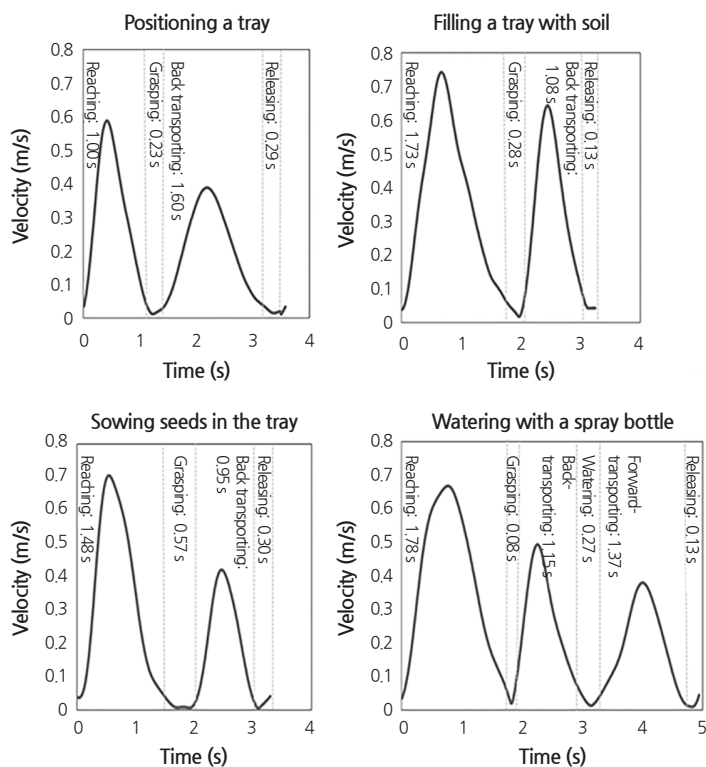 Positioning a tray
Velocity (m/s)
0.8
0.7
0.6
0.5
0.4
0.3
0.2
0.1
0
Reaching: 1.00s
Grasping: 0.23 s
Back transporting: 1.60 s
Releasing: 0.29 s
0 1 2 3 4
Time (s)
Filling a tray with soil
Velocity (m/s)
0.8
0.7
0.6
0.5
0.4
0.3
0.2
0.1
0
Reaching: 1.73 s
Grasping: 0.28 s
Back transporting:
1.08 s
Releasing: 0.13 s
0 1 2 3 4
Time (s)
Sowing seeds in the tray
Velocity (m/s)
0.8
0.7
0.6
0.5
0.4
0.3
0.2
0.1
0
Reaching: 1.48 s
Grasping: 0.57 s
Back transporting:
0.95 s
Releasing: 0.30 s
0 1 2 3 4
Time (s)
Watering with a spray bottle
Velocity (m/s)
0.8
0.7
0.6
0.5
0.4
0.3
0.2
0.1
0
Reaching: 1.78 s
Grasping: 0.08 s
Back-
transporting: 1.15 s
Watering: 0.27 s
Forward-
transporting: 1.37 s
Releasing: 0.13 s
0 1 2 3 4 5
Time (s)